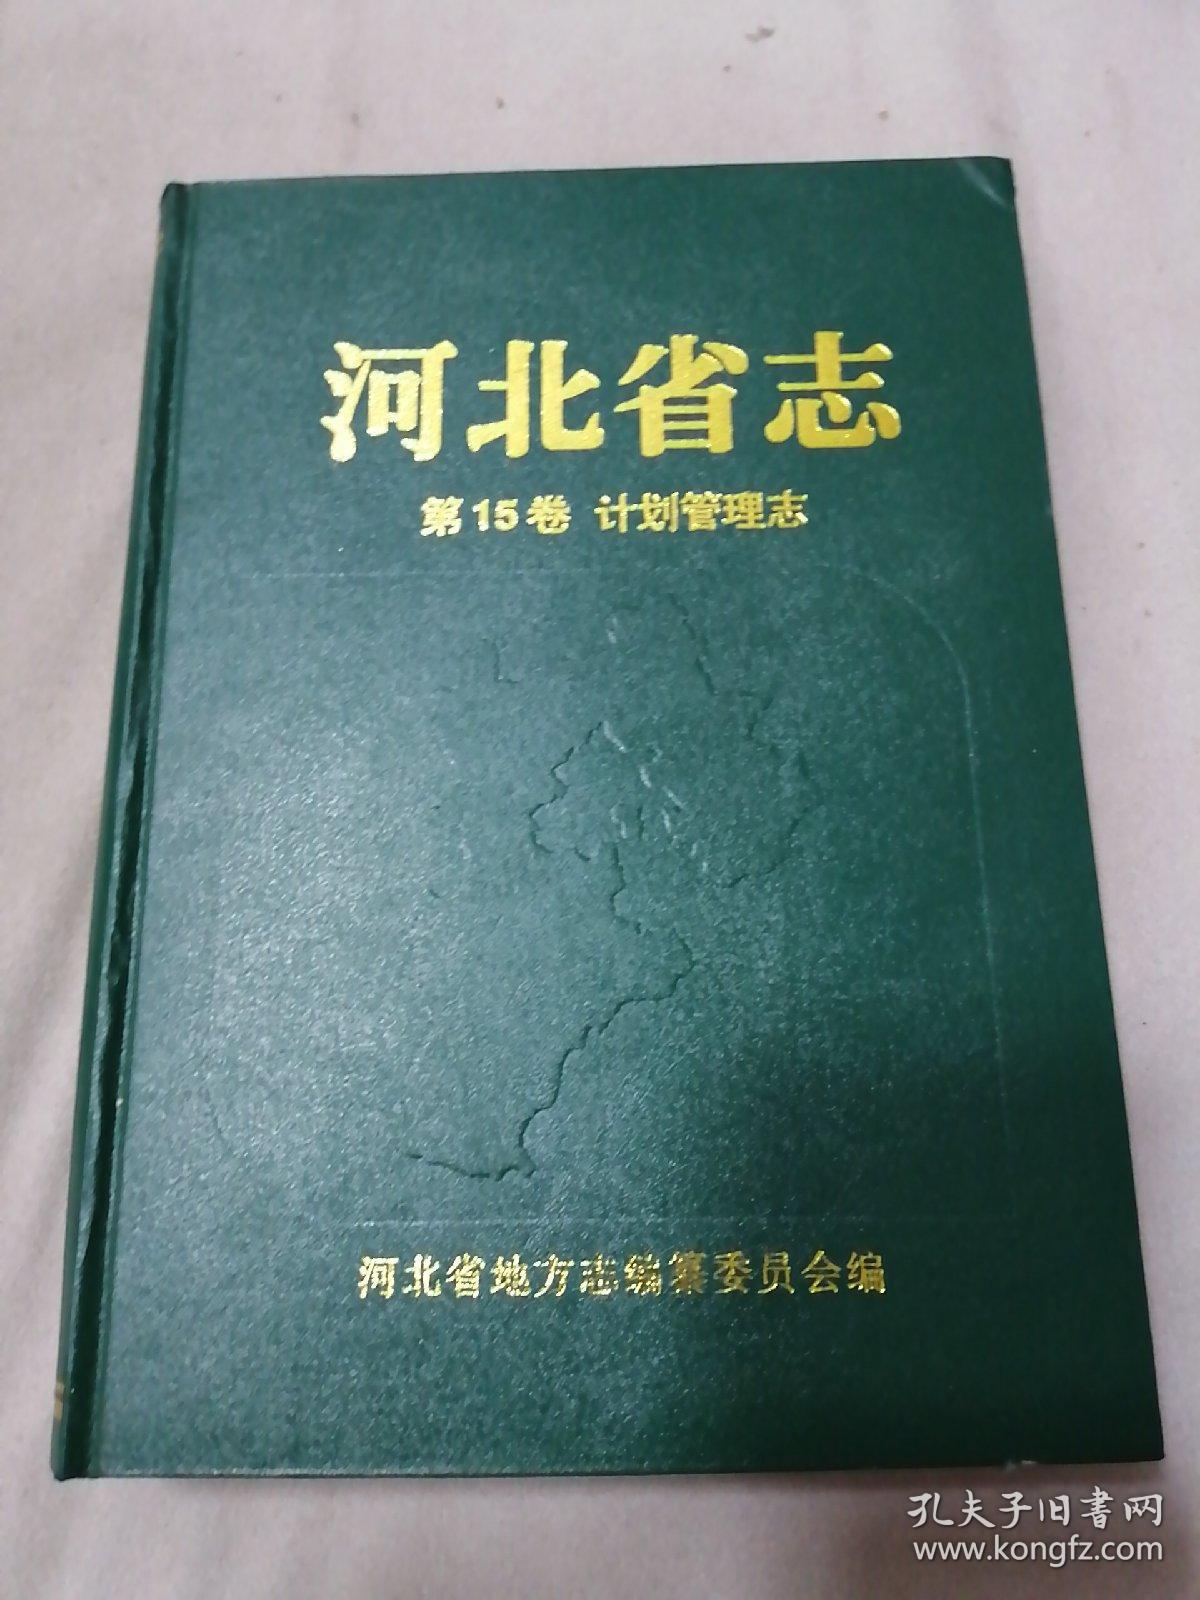 河北省志
第15卷 计划管理志
河北省地方志编纂委员会编
孔夫子旧书网
www.kongfz.com